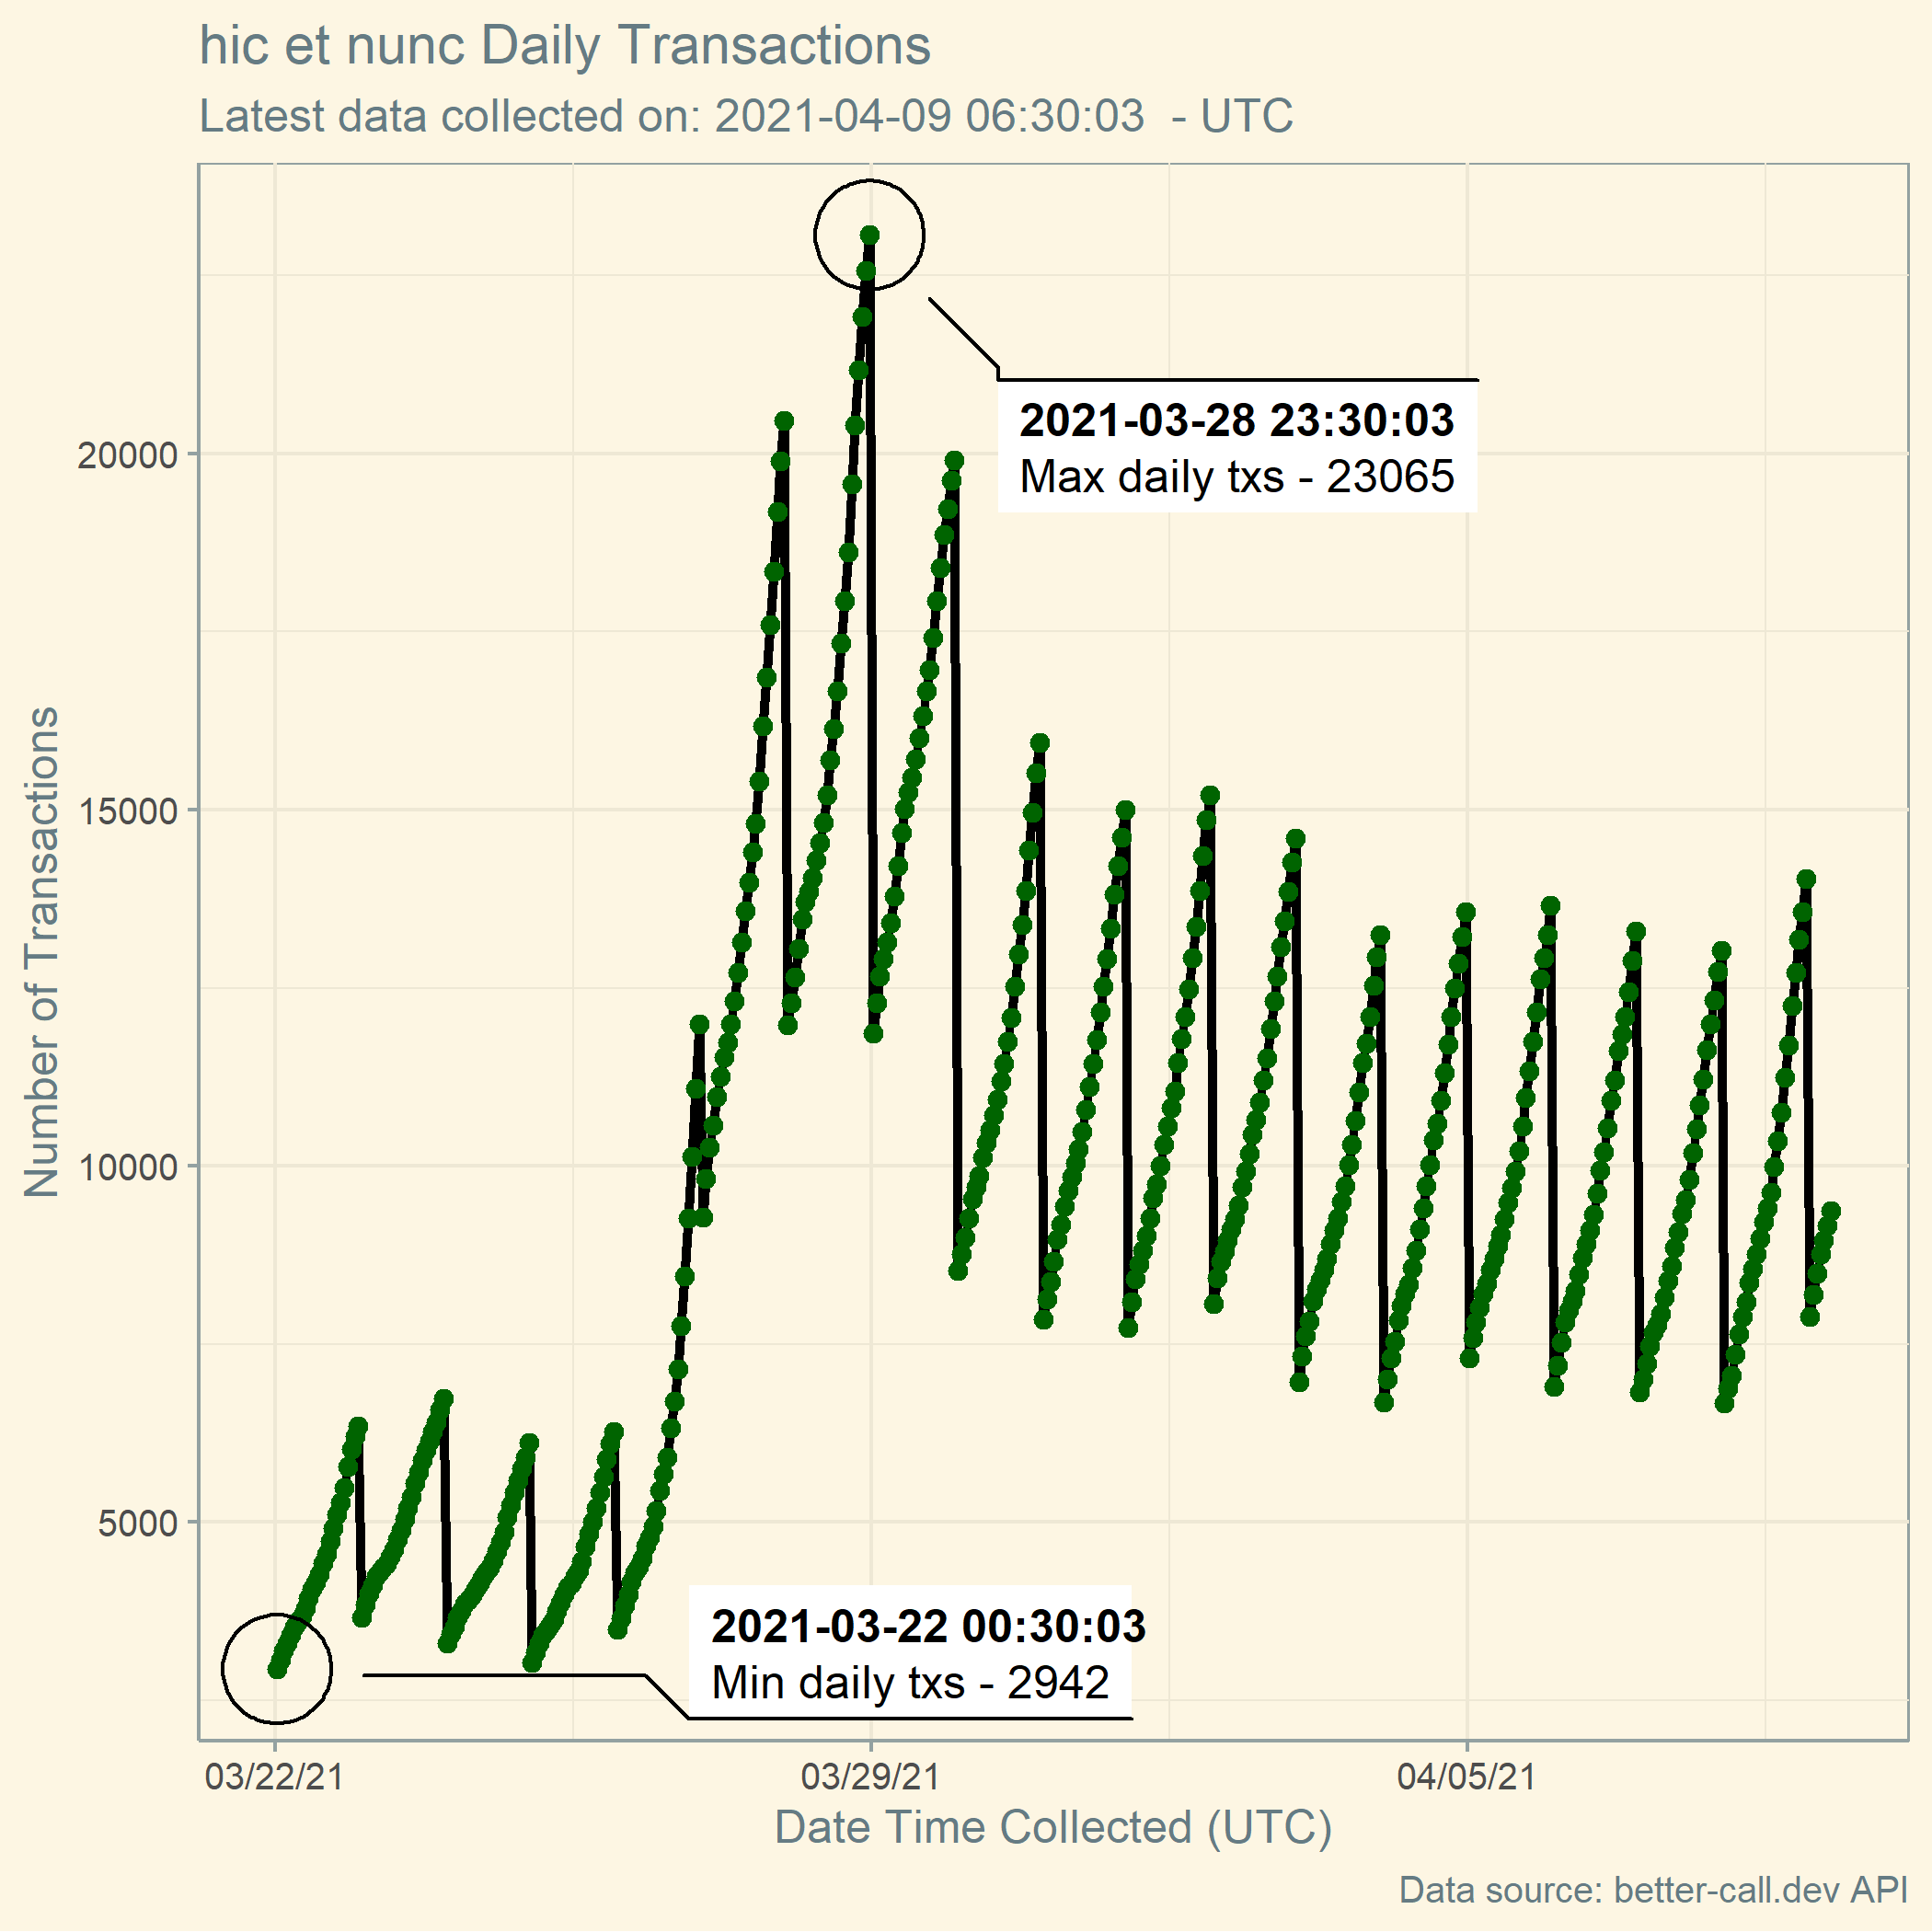 hic et nunc Daily Transactions
Latest data collected on: 2021-04-09 06:30:03  - UTC
Number of Transactions
20000
15000
10000
5000
2021-03-28 23:30:03
Max daily txs - 23065
2021-03-22 00:30:03
Min daily txs - 2942
03/22/21
03/29/21
04/05/21
Date Time Collected (UTC)
Data source: better-call.dev API